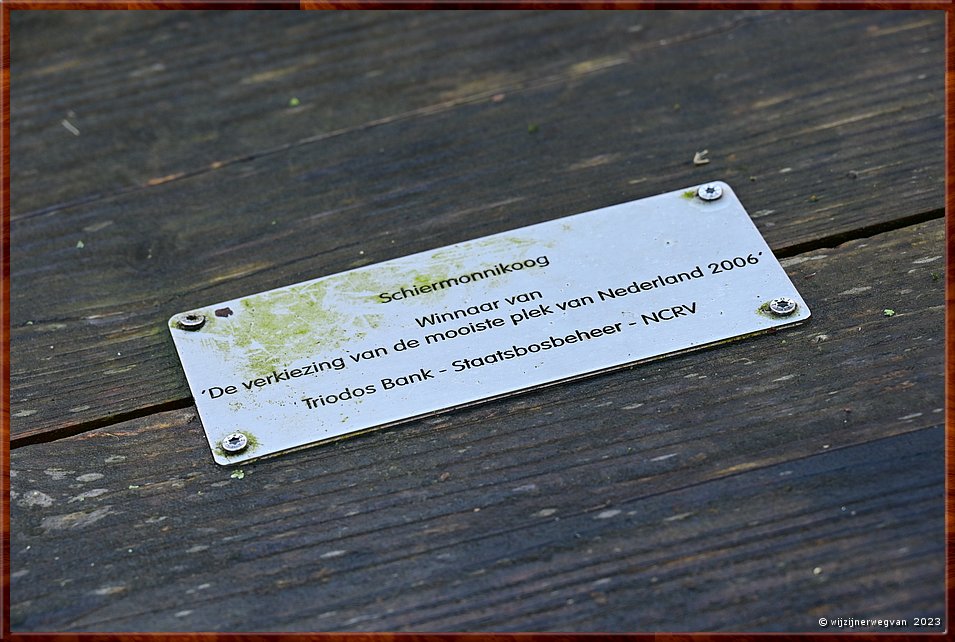 Schiermonnikoog
Winnaar van
‘De verkiezing van de mooiste plek van Nederland 2006’
Triodos Bank - Staatsbosbeheer - NCRV
© wijzijnerwegvan 2023